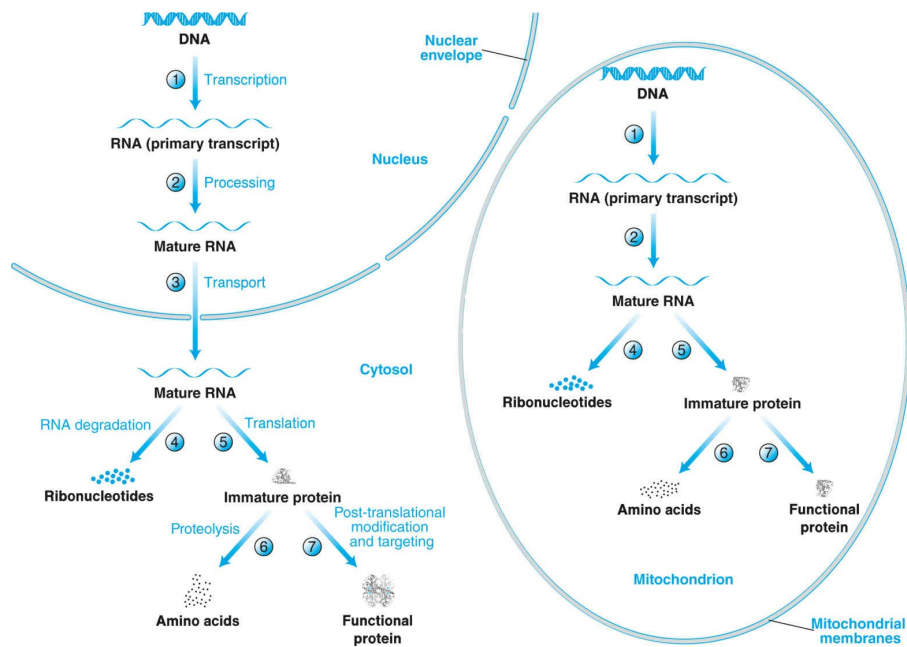 DNA
1 Transcription
RNA (primary transcript)
2 Processing
Mature RNA
3 Transport
Nuclear
envelope
Nucleus
Cytosol
Mature RNA
RNA degradation
4
5
Translation
Ribonucleotides
Immature protein
Proteolysis
6
7
Post-translational
modification
and targeting
Amino acids
Functional
protein
DNA
1
RNA (primary transcript)
2
Mature RNA
4
5
Ribonucleotides
Immature protein
6
7
Amino acids
Functional
protein
Mitochondrion
Mitochondrial
membranes